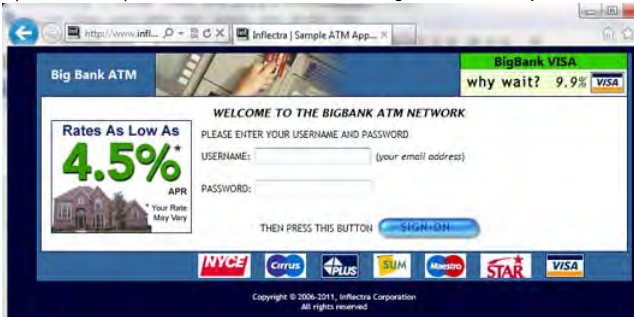 http://www.infl...
Inflectra | Sample ATM App...
Big Bank ATM
BigBank VISA
why wait? 9.9% VISA
WELCOME TO THE BIGBANK ATM NETWORK
PLEASE ENTER YOUR USERNAME AND PASSWORD
USERNAME: (your email address)
PASSWORD:
THEN PRESS THIS BUTTON SIGN-ON
Rates As Low As
4.5%*
APR
* Your Rate
May Vary
NYCE Cirrus PLUS SUM Maestro STAR VISA
Copyright © 2006-2011, Inflectra Corporation
All rights reserved